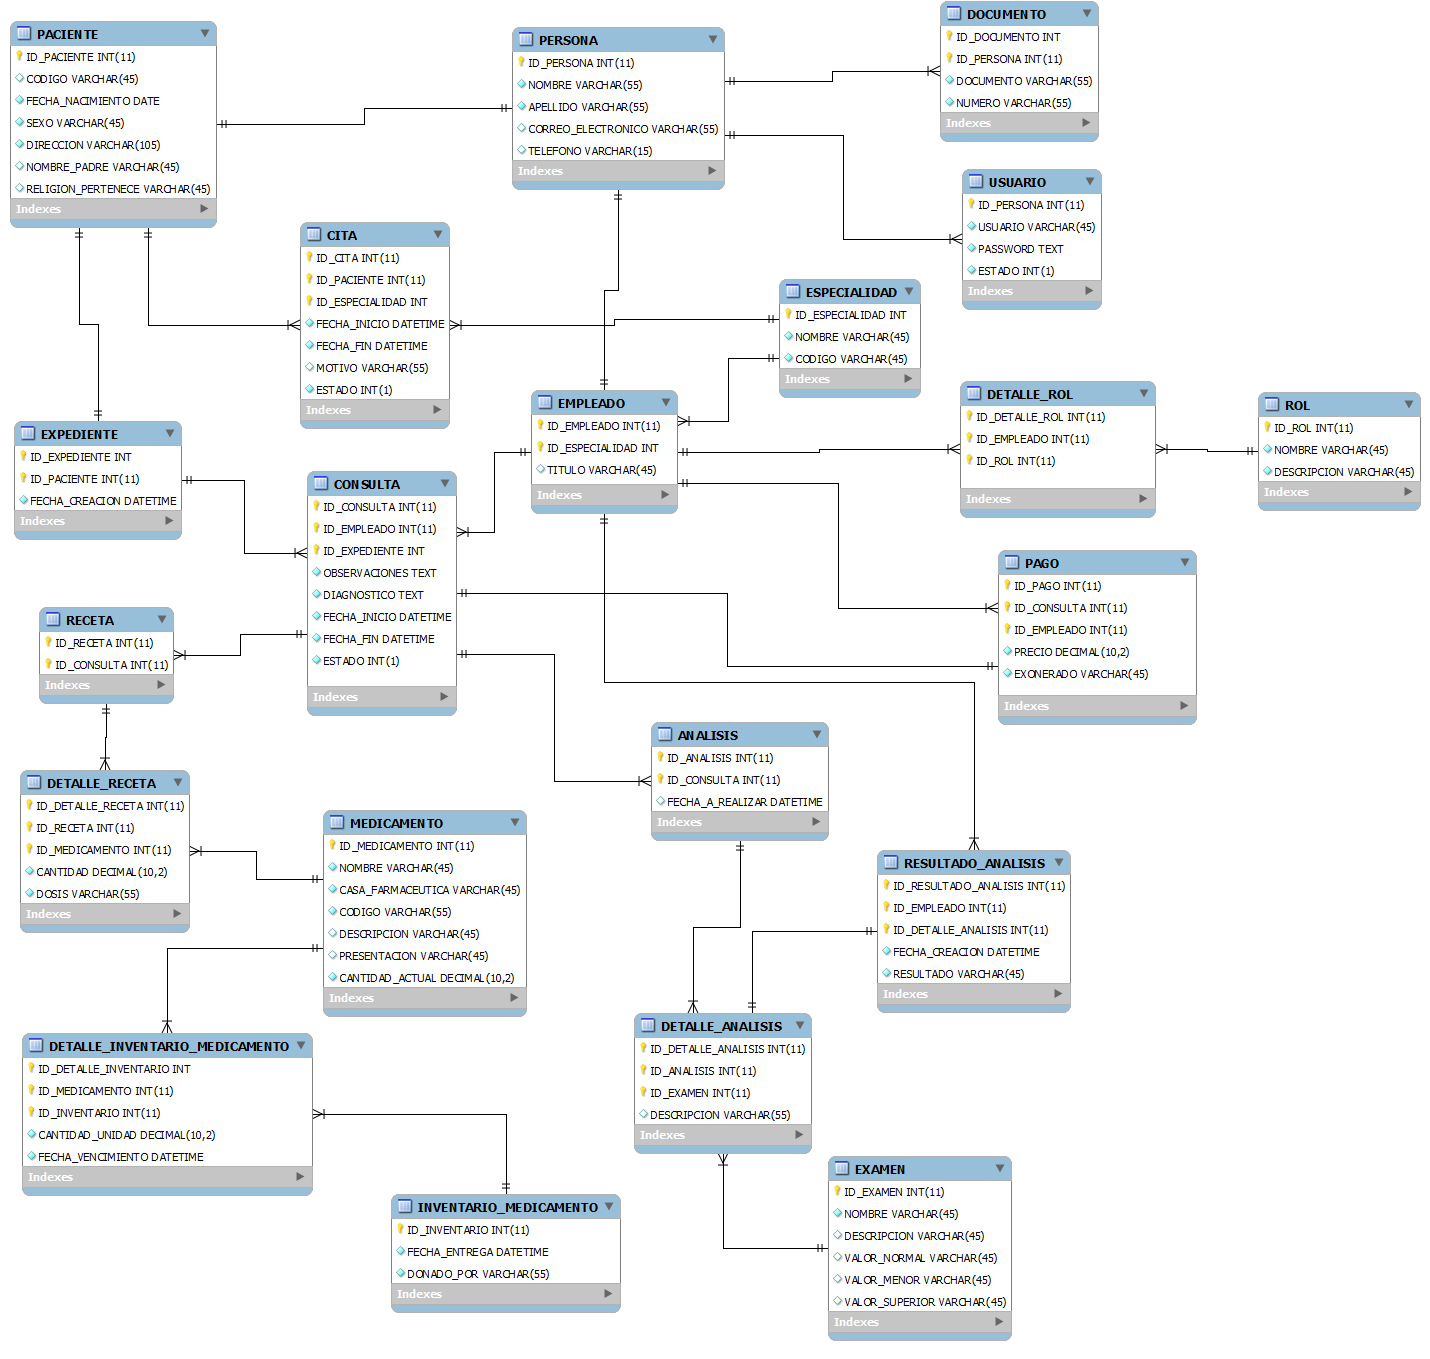 PACIENTE
ID_PACIENTE INT(11)
CODIGO VARCHAR(45)
FECHA_NACIMIENTO DATE
SEXO VARCHAR(45)
DIRECCION VARCHAR(105)
NOMBRE_PADRE VARCHAR(45)
RELIGION_PERTENECE VARCHAR(45)
Indexes
PERSONA
ID_PERSONA INT(11)
NOMBRE VARCHAR(55)
APELLIDO VARCHAR(55)
CORREO_ELECTRONICO VARCHAR(55)
TELEFONO VARCHAR(15)
Indexes
DOCUMENTO
ID_DOCUMENTO INT
ID_PERSONA INT(11)
DOCUMENTO VARCHAR(55)
NUMERO VARCHAR(55)
Indexes
USUARIO
ID_PERSONA INT(11)
USUARIO VARCHAR(45)
PASSWORD TEXT
ESTADO INT(1)
Indexes
CITA
ID_CITA INT(11)
ID_PACIENTE INT(11)
ID_ESPECIALIDAD INT
FECHA_INICIO DATETIME
FECHA_FIN DATETIME
MOTIVO VARCHAR(55)
ESTADO INT(1)
Indexes
ESPECIALIDAD
ID_ESPECIALIDAD INT
NOMBRE VARCHAR(45)
CODIGO VARCHAR(45)
Indexes
EMPLEADO
ID_EMPLEADO INT(11)
ID_ESPECIALIDAD INT
TITULO VARCHAR(45)
Indexes
DETALLE_ROL
ID_DETALLE_ROL INT(11)
ID_EMPLEADO INT(11)
ID_ROL INT(11)
Indexes
ROL
ID_ROL INT(11)
NOMBRE VARCHAR(45)
DESCRIPCION VARCHAR(45)
Indexes
EXPEDIENTE
ID_EXPEDIENTE INT
ID_PACIENTE INT(11)
FECHA_CREACION DATETIME
Indexes
CONSULTA
ID_CONSULTA INT(11)
ID_EMPLEADO INT(11)
ID_EXPEDIENTE INT
OBSERVACIONES TEXT
DIAGNOSTICO TEXT
FECHA_INICIO DATETIME
FECHA_FIN DATETIME
ESTADO INT(1)
Indexes
PAGO
ID_PAGO INT(11)
ID_CONSULTA INT(11)
ID_EMPLEADO INT(11)
PRECIO DECIMAL(10,2)
EXONERADO VARCHAR(45)
Indexes
RECETA
ID_RECETA INT(11)
ID_CONSULTA INT(11)
Indexes
ANALISIS
ID_ANALISIS INT(11)
ID_CONSULTA INT(11)
FECHA_A_REALIZAR DATETIME
Indexes
DETALLE_RECETA
ID_DETALLE_RECETA INT(11)
ID_RECETA INT(11)
ID_MEDICAMENTO INT(11)
CANTIDAD DECIMAL(10,2)
DOSIS VARCHAR(55)
Indexes
MEDICAMENTO
ID_MEDICAMENTO INT(11)
NOMBRE VARCHAR(45)
CASA_FARMACEUTICA VARCHAR(45)
CODIGO VARCHAR(55)
DESCRIPCION VARCHAR(45)
PRESENTACION VARCHAR(45)
CANTIDAD_ACTUAL DECIMAL(10,2)
Indexes
RESULTADO_ANALISIS
ID_RESULTADO_ANALISIS INT(11)
ID_EMPLEADO INT(11)
ID_DETALLE_ANALISIS INT(11)
FECHA_CREACION DATETIME
RESULTADO VARCHAR(45)
Indexes
DETALLE_INVENTARIO_MEDICAMENTO
ID_DETALLE_INVENTARIO INT
ID_MEDICAMENTO INT(11)
ID_INVENTARIO INT(11)
CANTIDAD_UNIDAD DECIMAL(10,2)
FECHA_VENCIMIENTO DATETIME
Indexes
DETALLE_ANALISIS
ID_DETALLE_ANALISIS INT(11)
ID_ANALISIS INT(11)
ID_EXAMEN INT(11)
DESCRIPCION VARCHAR(55)
Indexes
INVENTARIO_MEDICAMENTO
ID_INVENTARIO INT(11)
FECHA_ENTREGA DATETIME
DONADO_POR VARCHAR(55)
Indexes
EXAMEN
ID_EXAMEN INT(11)
NOMBRE VARCHAR(45)
DESCRIPCION VARCHAR(45)
VALOR_NORMAL VARCHAR(45)
VALOR_MENOR VARCHAR(45)
VALOR_SUPERIOR VARCHAR(45)
Indexes